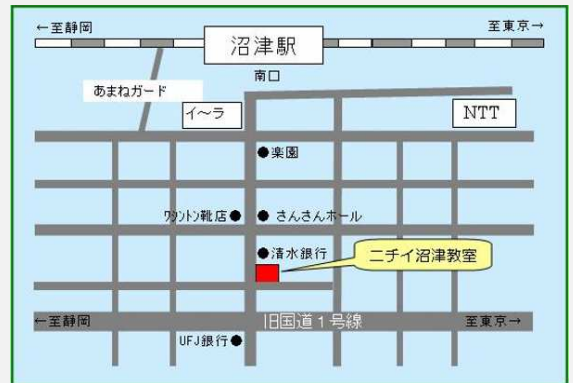 ←至静岡
至東京→
沼津駅
南口
あまねガード
イ～ラ
NTT
●楽園
ワシントン靴店●
●さんさんホール
●清水銀行
ニチイ沼津教室
←至静岡
旧国道１号線
至東京→
UFJ銀行●